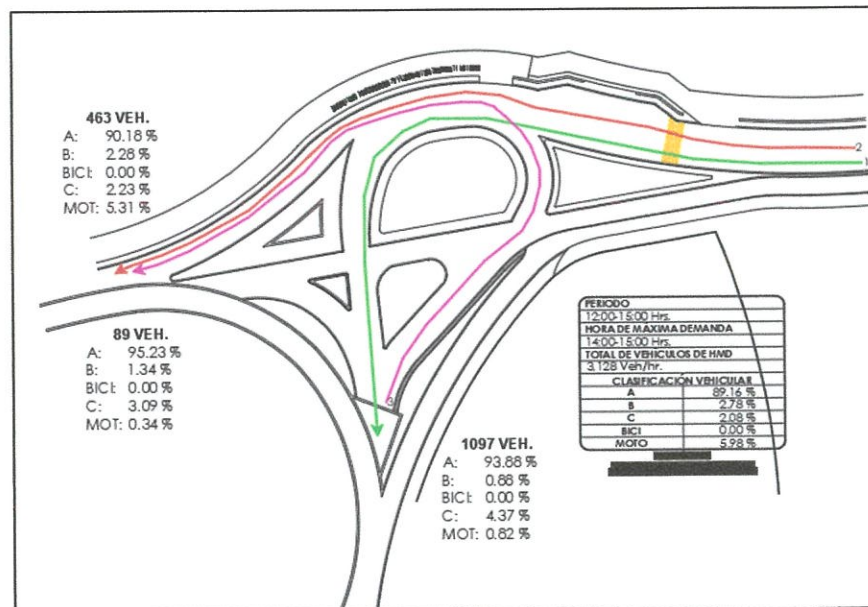 463 VEH.
A: 90.18 %
B: 2.28 %
BICI: 0.00 %
C: 2.23 %
MOT: 5.31 %
2
1
89 VEH.
A: 95.23 %
B: 1.34 %
BICI: 0.00 %
C: 3.09 %
MOT: 0.34 %
3
1097 VEH.
A: 93.88 %
B: 0.88 %
BICI: 0.00 %
C: 4.37 %
MOT: 0.82 %
PERIODO
12:00-15:00 Hrs.
HORA DE MÁXIMA DEMANDA
14:00-15:00 Hrs.
TOTAL DE VEHICULOS DE HMD
3,128 Veh/hr.
CLASIFICACIÓN VEHICULAR
A 89.16 %
B 2.78 %
C 2.08 %
BICI 0.00 %
MOTO 5.98 %